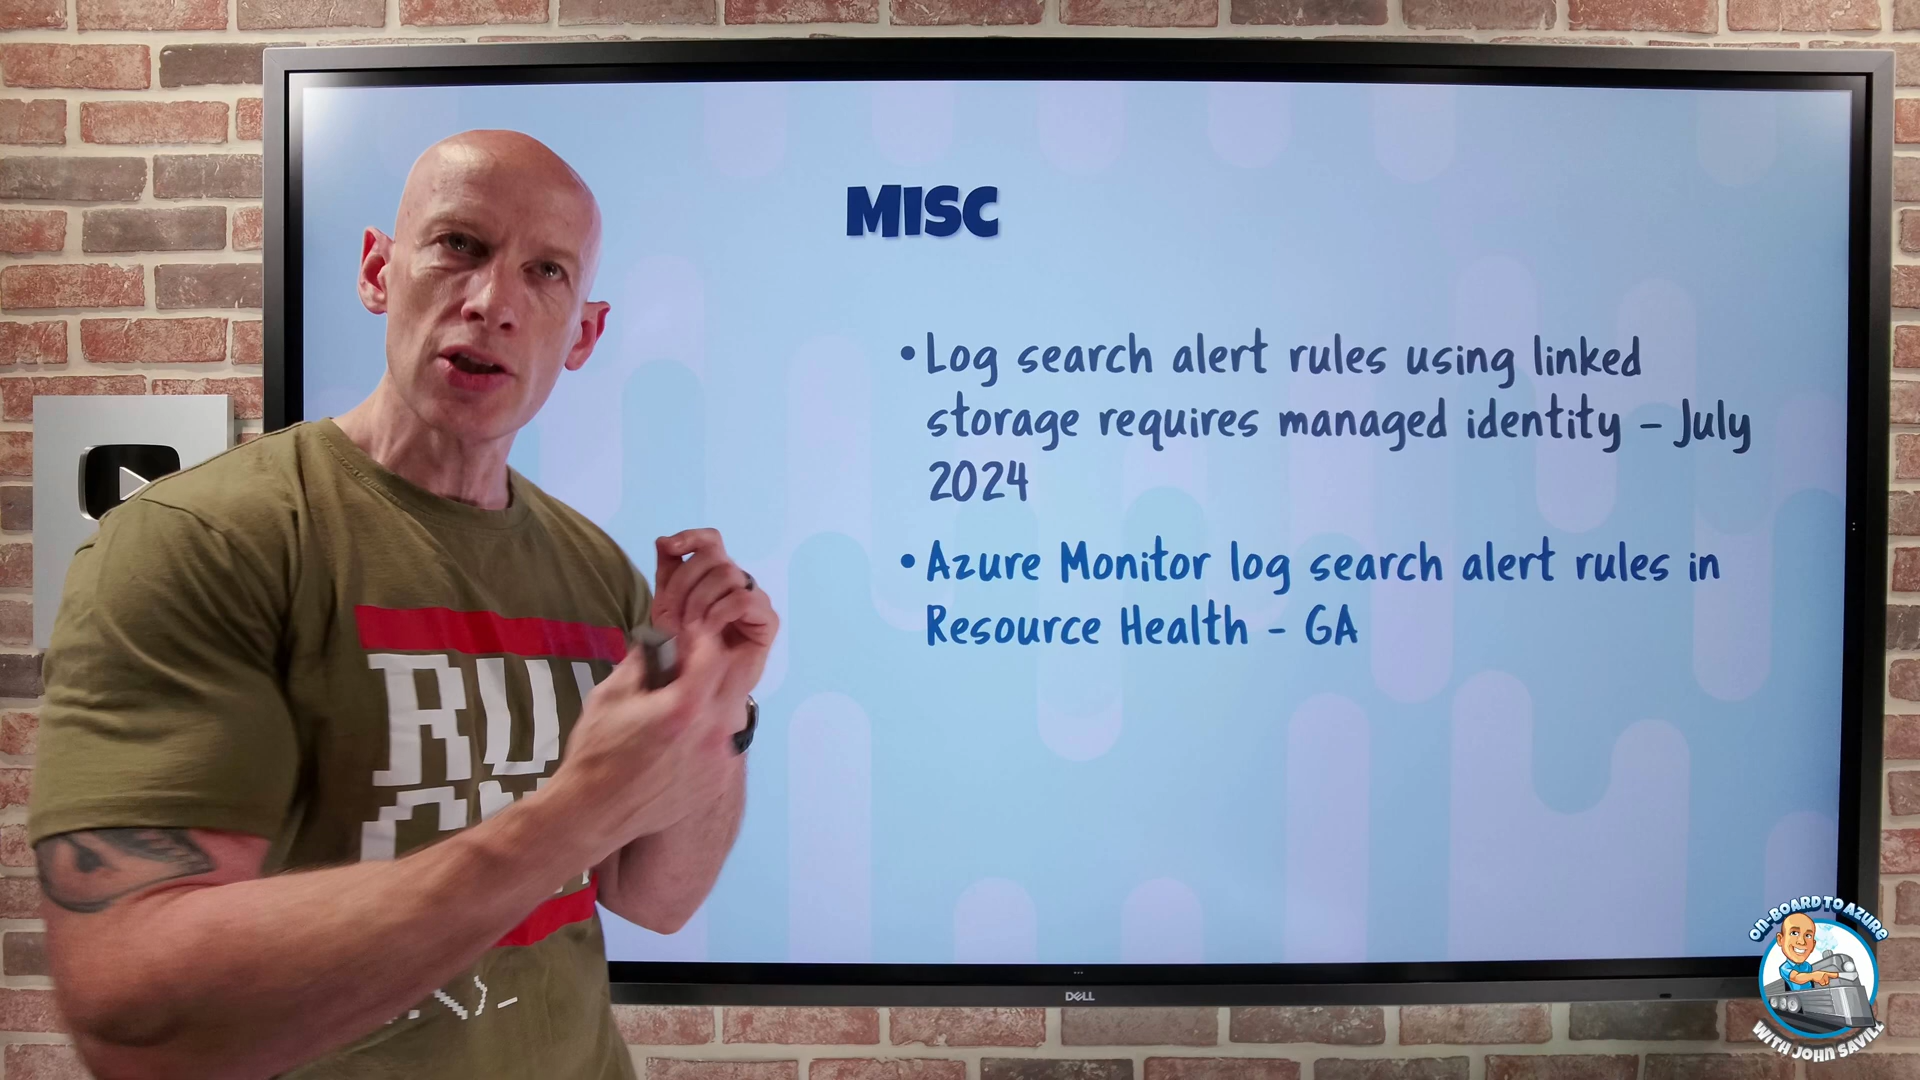 MISC
•Log search alert rules using linked
storage requires managed identity – July
2024
•Azure Monitor log search alert rules in
Resource Health - GA
RU
DELL
ON-BOARD TO AZURE
WITH JOHN SAVILL